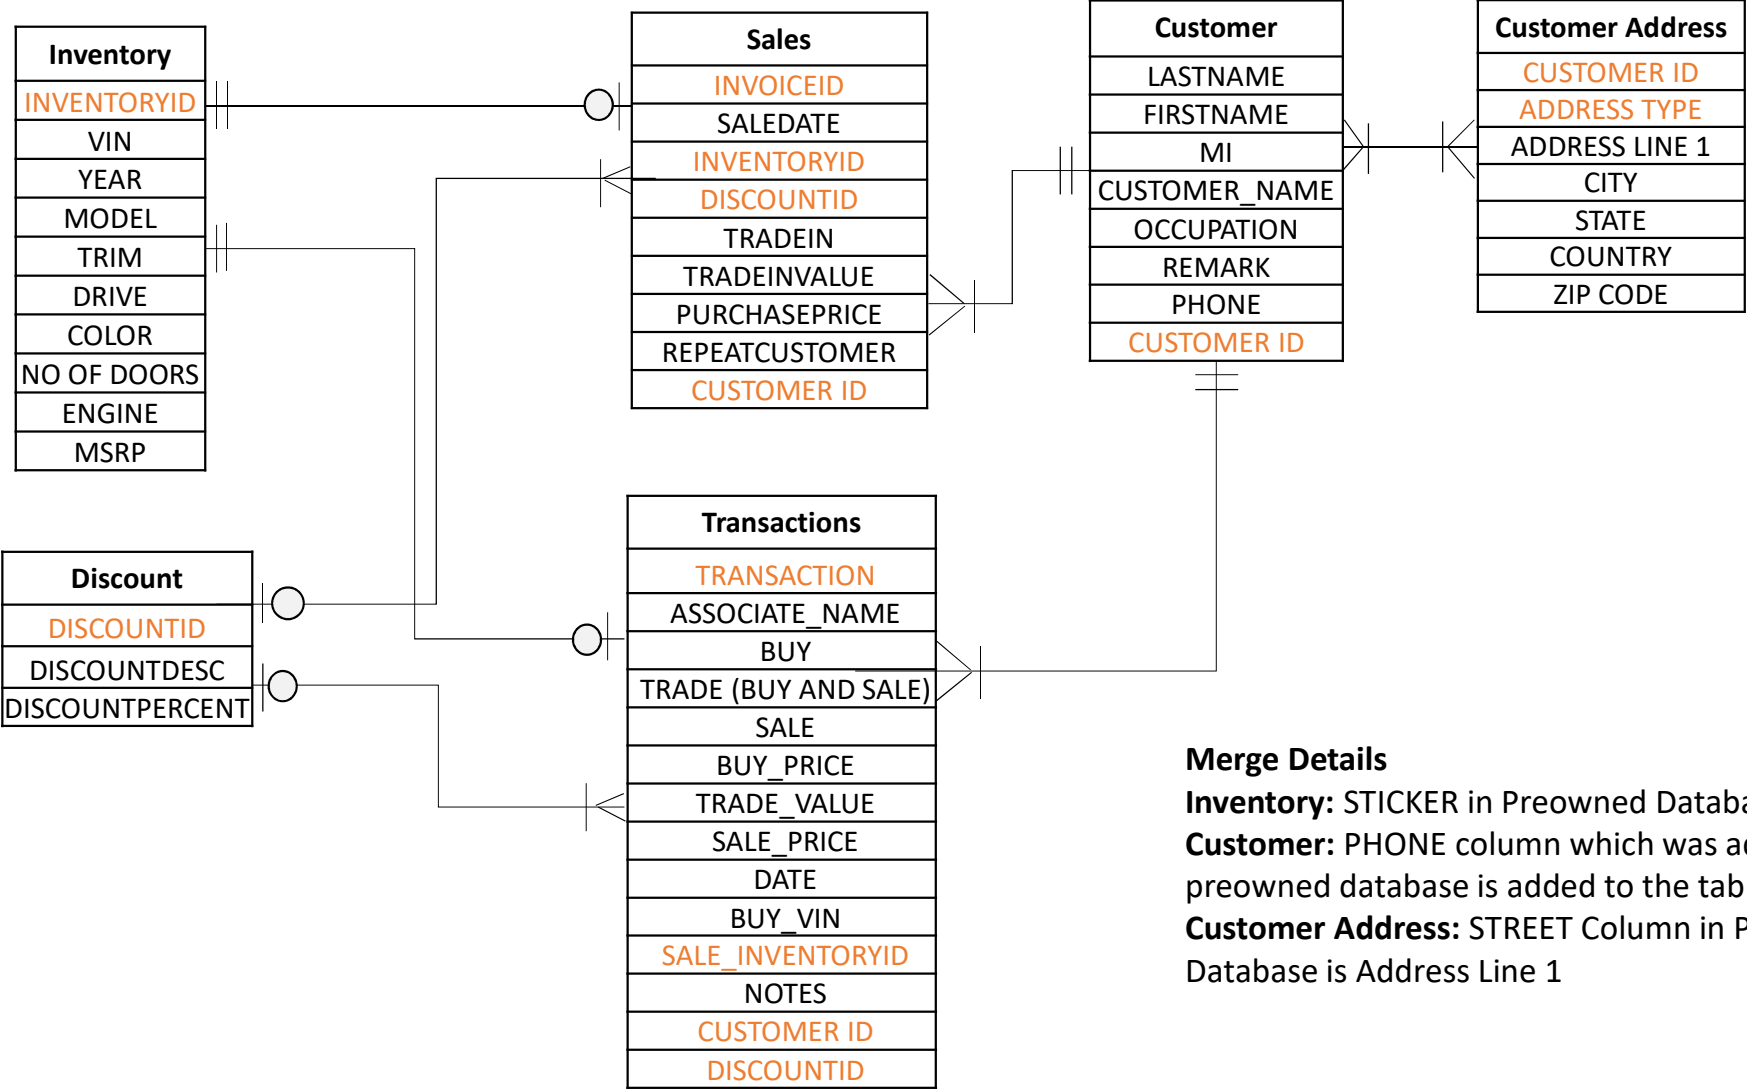 Inventory
INVENTORYID
VIN
YEAR
MODEL
TRIM
DRIVE
COLOR
NO OF DOORS
ENGINE
MSRP
Sales
INVOICEID
SALEDATE
INVENTORYID
DISCOUNTID
TRADEIN
TRADEINVALUE
PURCHASEPRICE
REPEATCUSTOMER
CUSTOMER ID
Customer
LASTNAME
FIRSTNAME
MI
CUSTOMER_NAME
OCCUPATION
REMARK
PHONE
CUSTOMER ID
Customer Address
CUSTOMER ID
ADDRESS TYPE
ADDRESS LINE 1
CITY
STATE
COUNTRY
ZIP CODE
Discount
DISCOUNTID
DISCOUNTDESC
DISCOUNTPERCENT
Transactions
TRANSACTION
ASSOCIATE_NAME
BUY
TRADE (BUY AND SALE)
SALE
BUY_PRICE
TRADE_VALUE
SALE_PRICE
DATE
BUY_VIN
SALE_INVENTORYID
NOTES
CUSTOMER ID
DISCOUNTID
Merge Details
Inventory: STICKER in Preowned
Customer: PHONE column which was
preowned database is added to the
Customer Address: STREET Column in
Database is Address Line 1